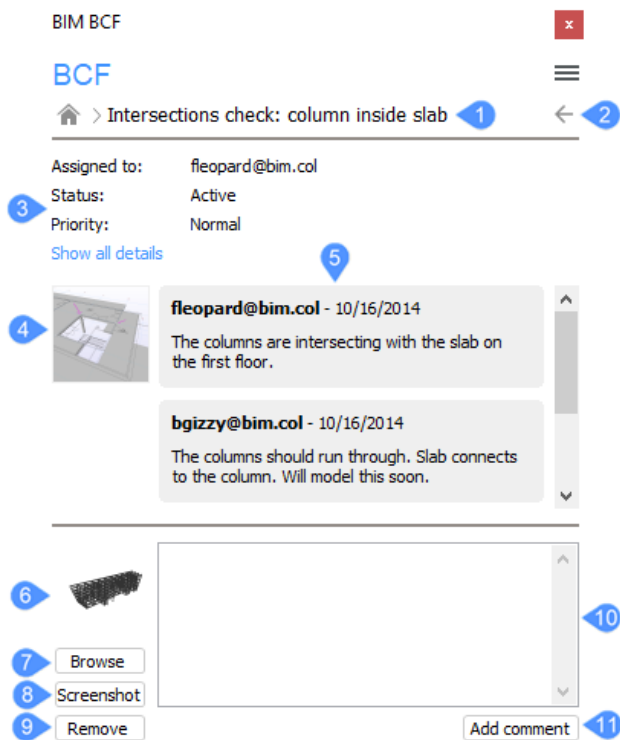 BIM BCF
x
BCF
> Intersections check: column inside slab 1
2
Assigned to: fleopard@bim.col
Status: Active
3
Priority: Normal
Show all details
5
4
fleopard@bim.col - 10/16/2014
The columns are intersecting with the slab on
the first floor.
bgizzy@bim.col - 10/16/2014
The columns should run through. Slab connects
to the column. Will model this soon.
6
10
7 Browse
8 Screenshot
9 Remove
Add comment 11